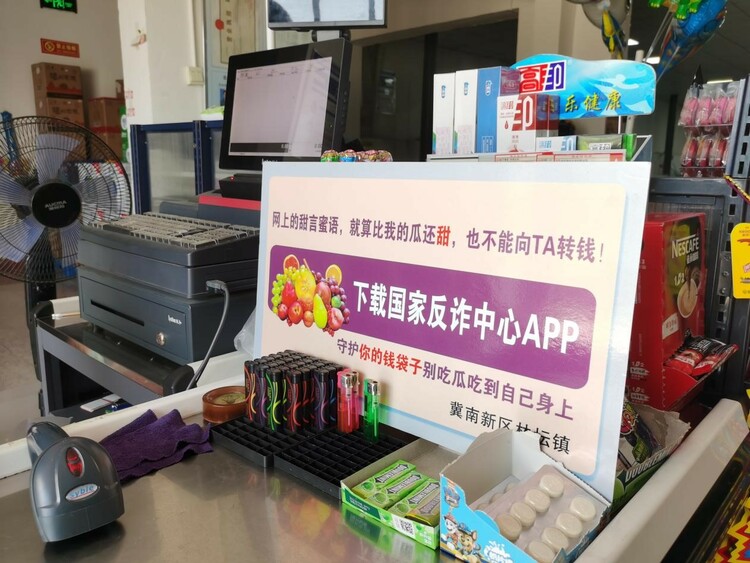 网上的甜言蜜语，就算比我的瓜还甜，也不能向TA转钱！
下载国家反诈中心APP
守护你的钱袋子别吃瓜吃到自己身上
冀南新区林坛镇
乐健康
NESCAFÉ
DOUBLEMINT